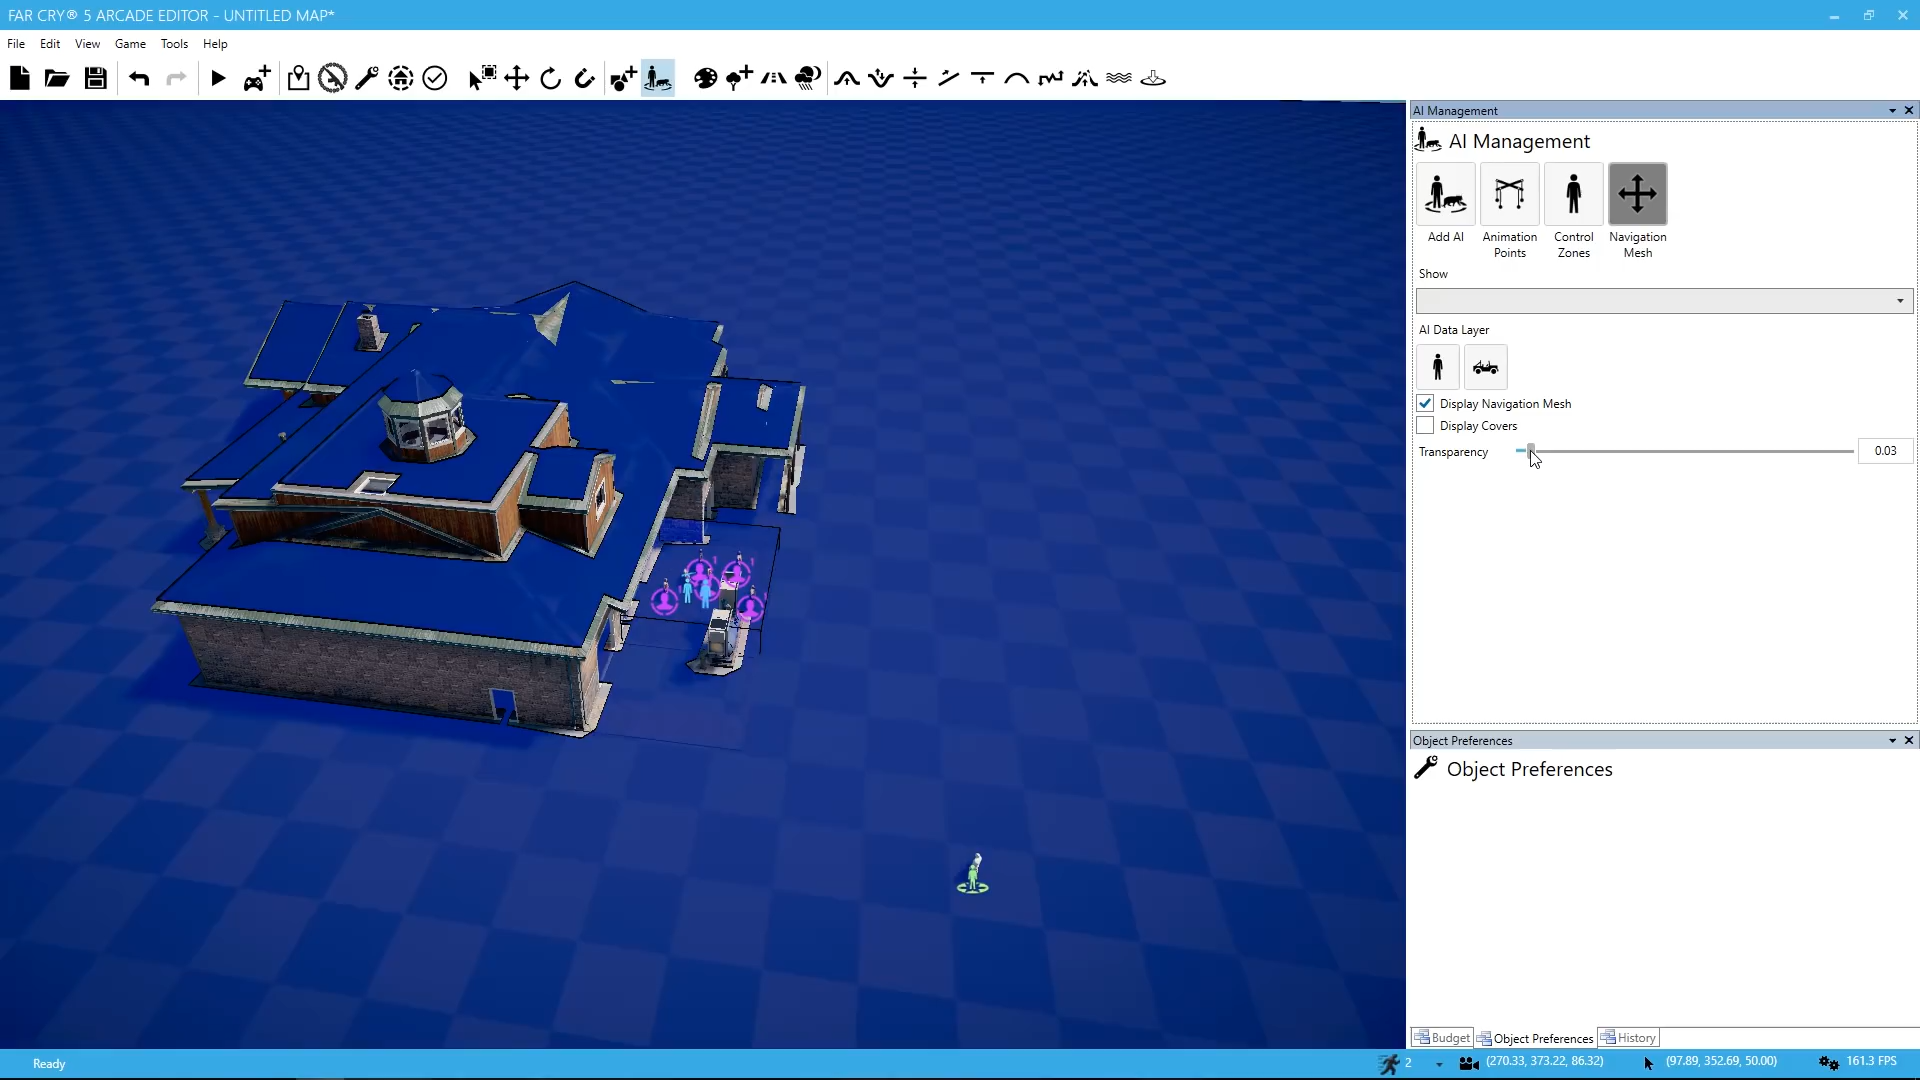 FAR CRY® 5 ARCADE EDITOR - UNTITLED MAP*
File Edit View Game Tools Help
AI Management
AI Management
Add AI
Animation Points
Control Zones
Navigation Mesh
Show
AI Data Layer
Display Navigation Mesh
Display Covers
Transparency 0.03
Object Preferences
Object Preferences
Budget Object Preferences History
Ready 2 (270.33, 373.22, 86.32) (97.89, 352.69, 50.00) 161.3 FPS